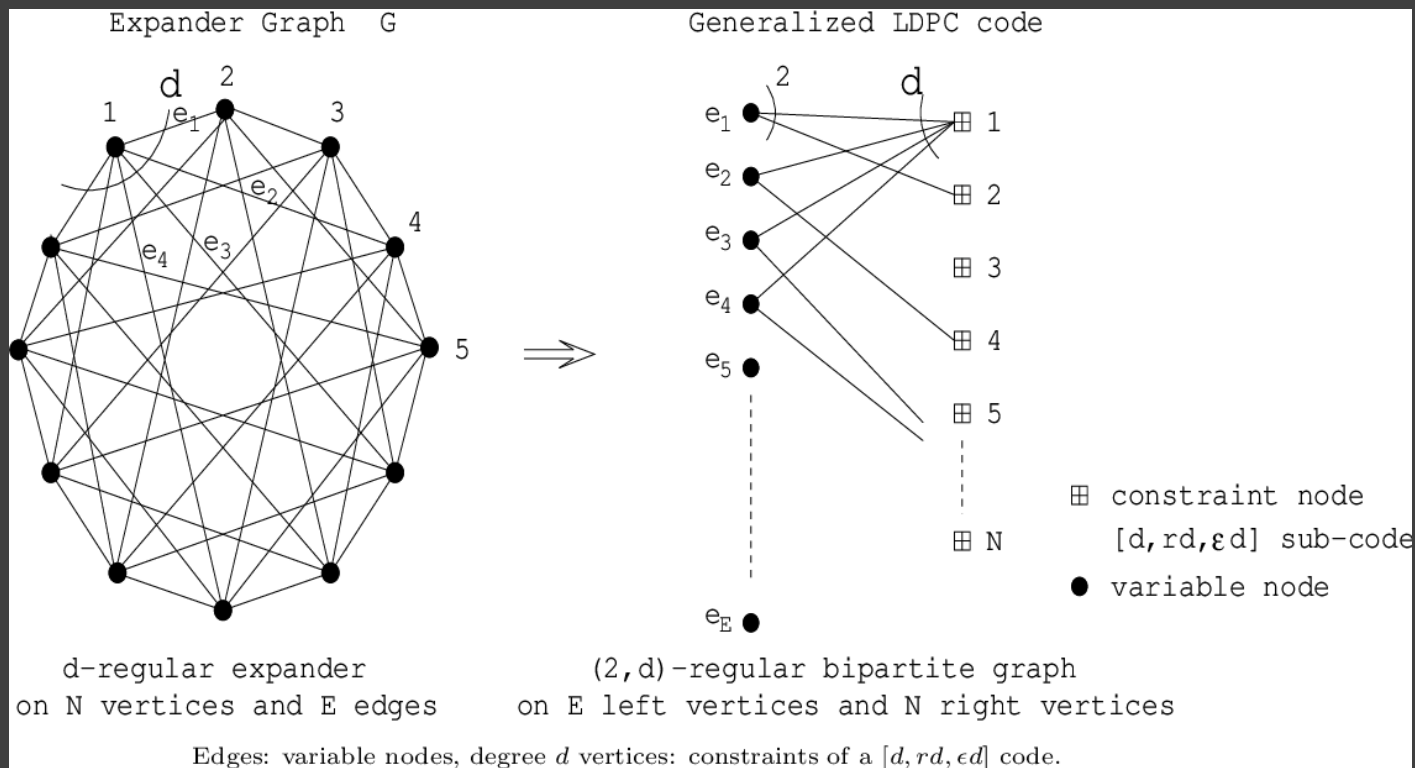 Expander Graph G
Generalized LDPC code
d
2
1
e₁
3
e₂
4
e₄
e₃
5
2
d
e₁
1
e₂
2
e₃
3
e₄
4
e₅
5
N
e_E
constraint node
[d,rd,εd] sub-code
variable node
d-regular expander
on N vertices and E edges
(2,d)-regular bipartite graph
on E left vertices and N right vertices
Edges: variable nodes, degree d vertices: constraints of a [d, rd, ϵd] code.